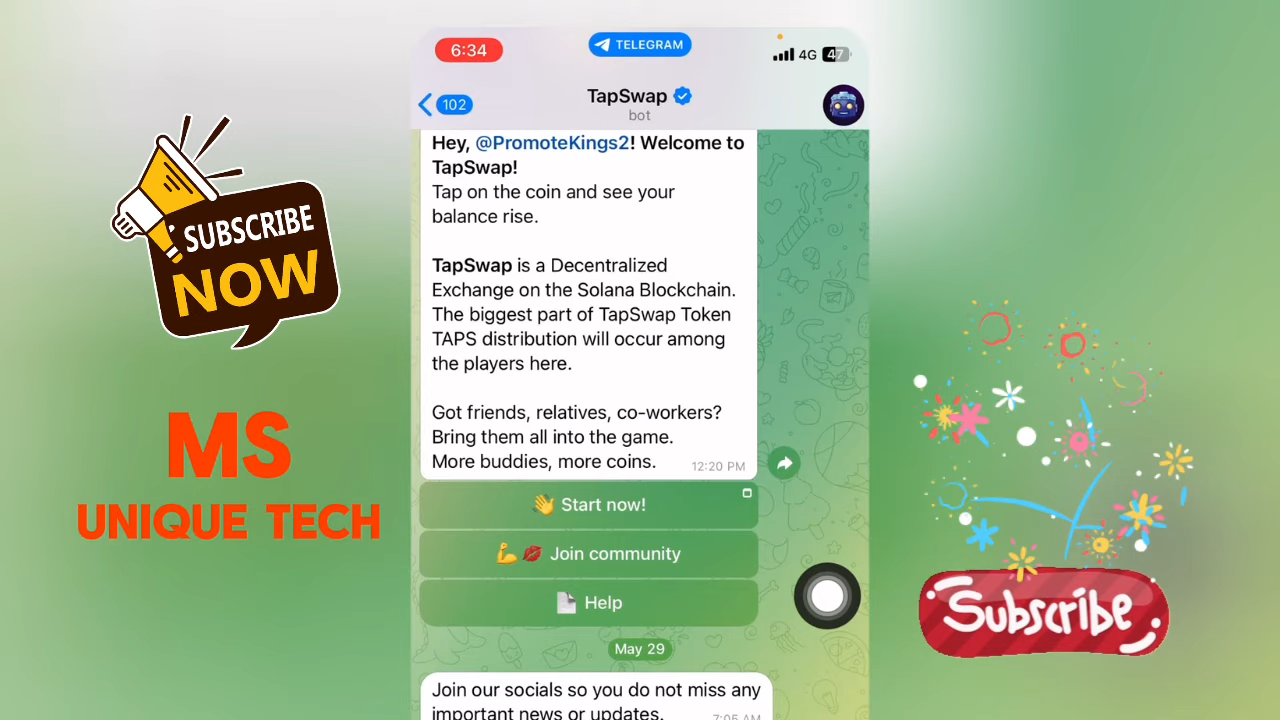 6:34
TELEGRAM
4G
47
102
TapSwap
bot
Hey, @PromoteKings2! Welcome to
TapSwap!
Tap on the coin and see your
balance rise.
TapSwap is a Decentralized
Exchange on the Solana Blockchain.
The biggest part of TapSwap Token
TAPS distribution will occur among
the players here.
Got friends, relatives, co-workers?
Bring them all into the game.
More buddies, more coins.
12:20 PM
👋 Start now!
💪💋 Join community
📄 Help
May 29
Join our socials so you do not miss any
important news or updates.
7:05 AM
SUBSCRIBE
NOW
MS
UNIQUE TECH
Subscribe